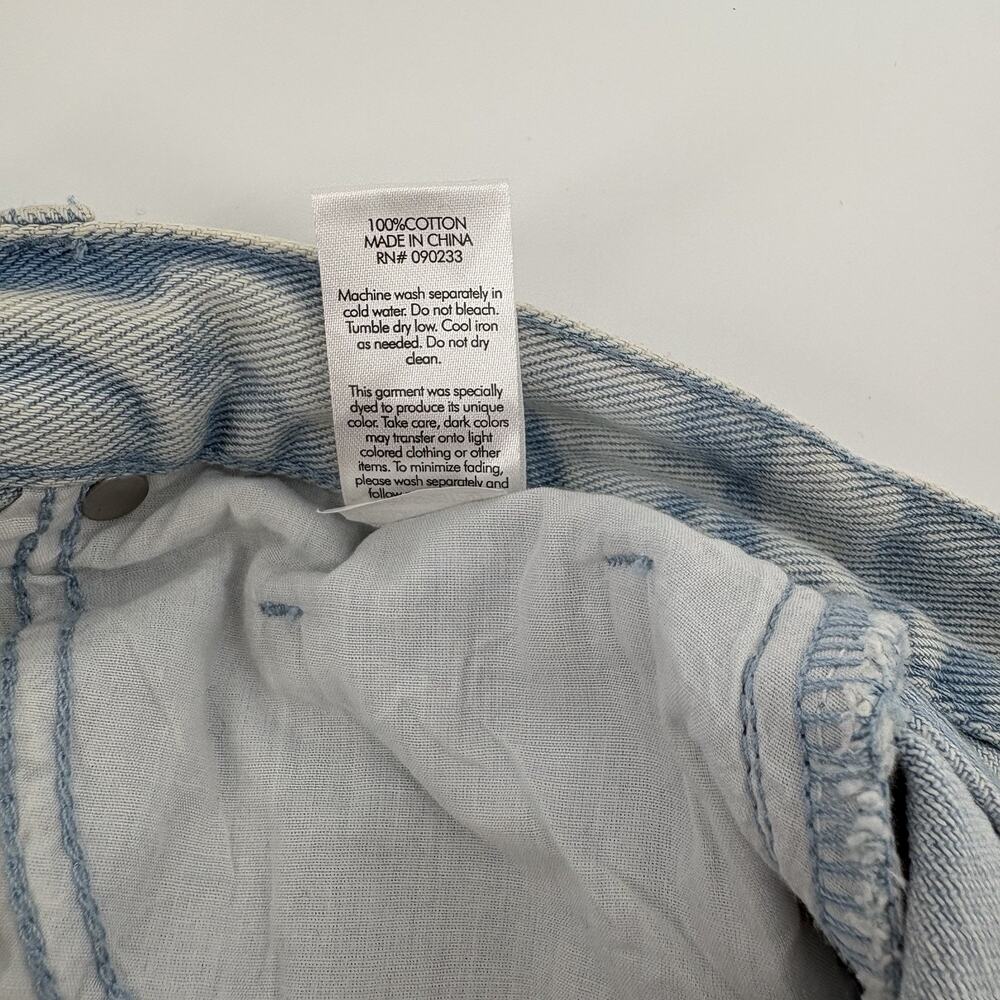 100%COTTON
MADE IN CHINA
RN# 090233
Machine wash separately in
cold water. Do not bleach.
Tumble dry low. Cool iron
as needed. Do not dry
clean.
This garment was specially
dyed to produce its unique
color. Take care, dark colors
may transfer onto light
colored clothing or other
items. To minimize fading,
please wash separately and
follow